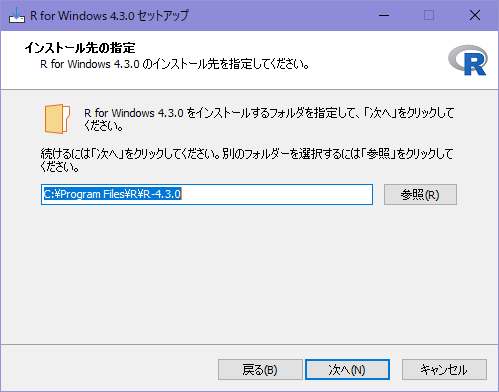 R for Windows 4.3.0 セットアップ
インストール先の指定
R for Windows 4.3.0 のインストール先を指定してください。
R
R for Windows 4.3.0 をインストールするフォルダを指定して、「次へ」をクリックして
ください。
続けるには「次へ」をクリックしてください。別のフォルダーを選択するには「参照」をクリックして
ください。
C:¥Program Files¥R¥R-4.3.0
参照(R)
戻る(B)
次へ(N)
キャンセル